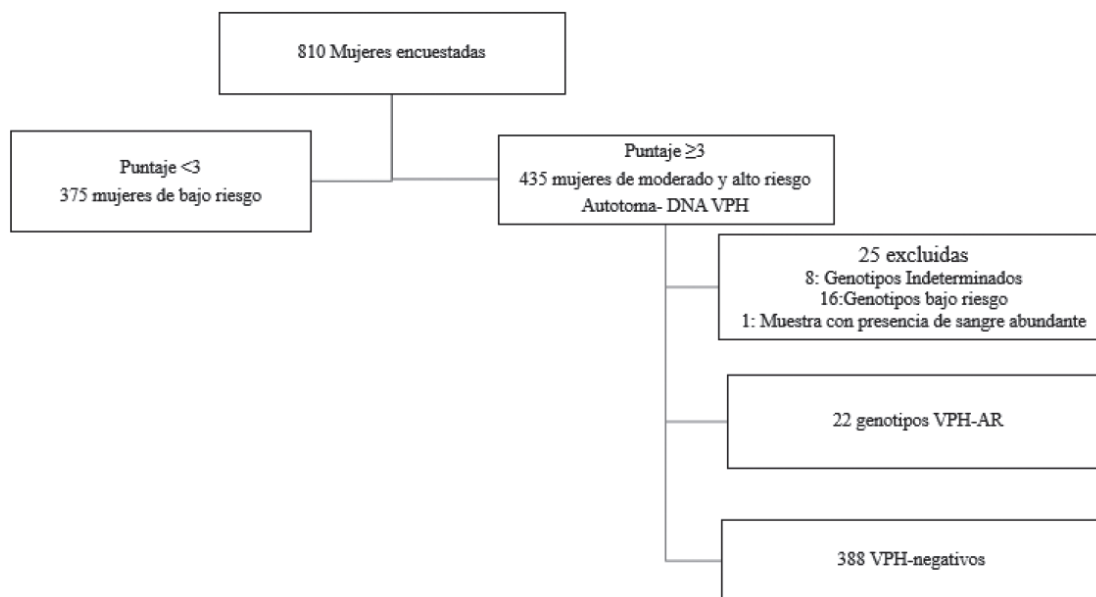 810 Mujeres encuestadas
Puntaje <3
375 mujeres de bajo riesgo
Puntaje ≥3
435 mujeres de moderado y alto riesgo
Autotoma- DNA VPH
25 excluidas
8: Genotipos Indeterminados
16:Genotipos bajo riesgo
1: Muestra con presencia de sangre abundante
22 genotipos VPH-AR
388 VPH-negativos